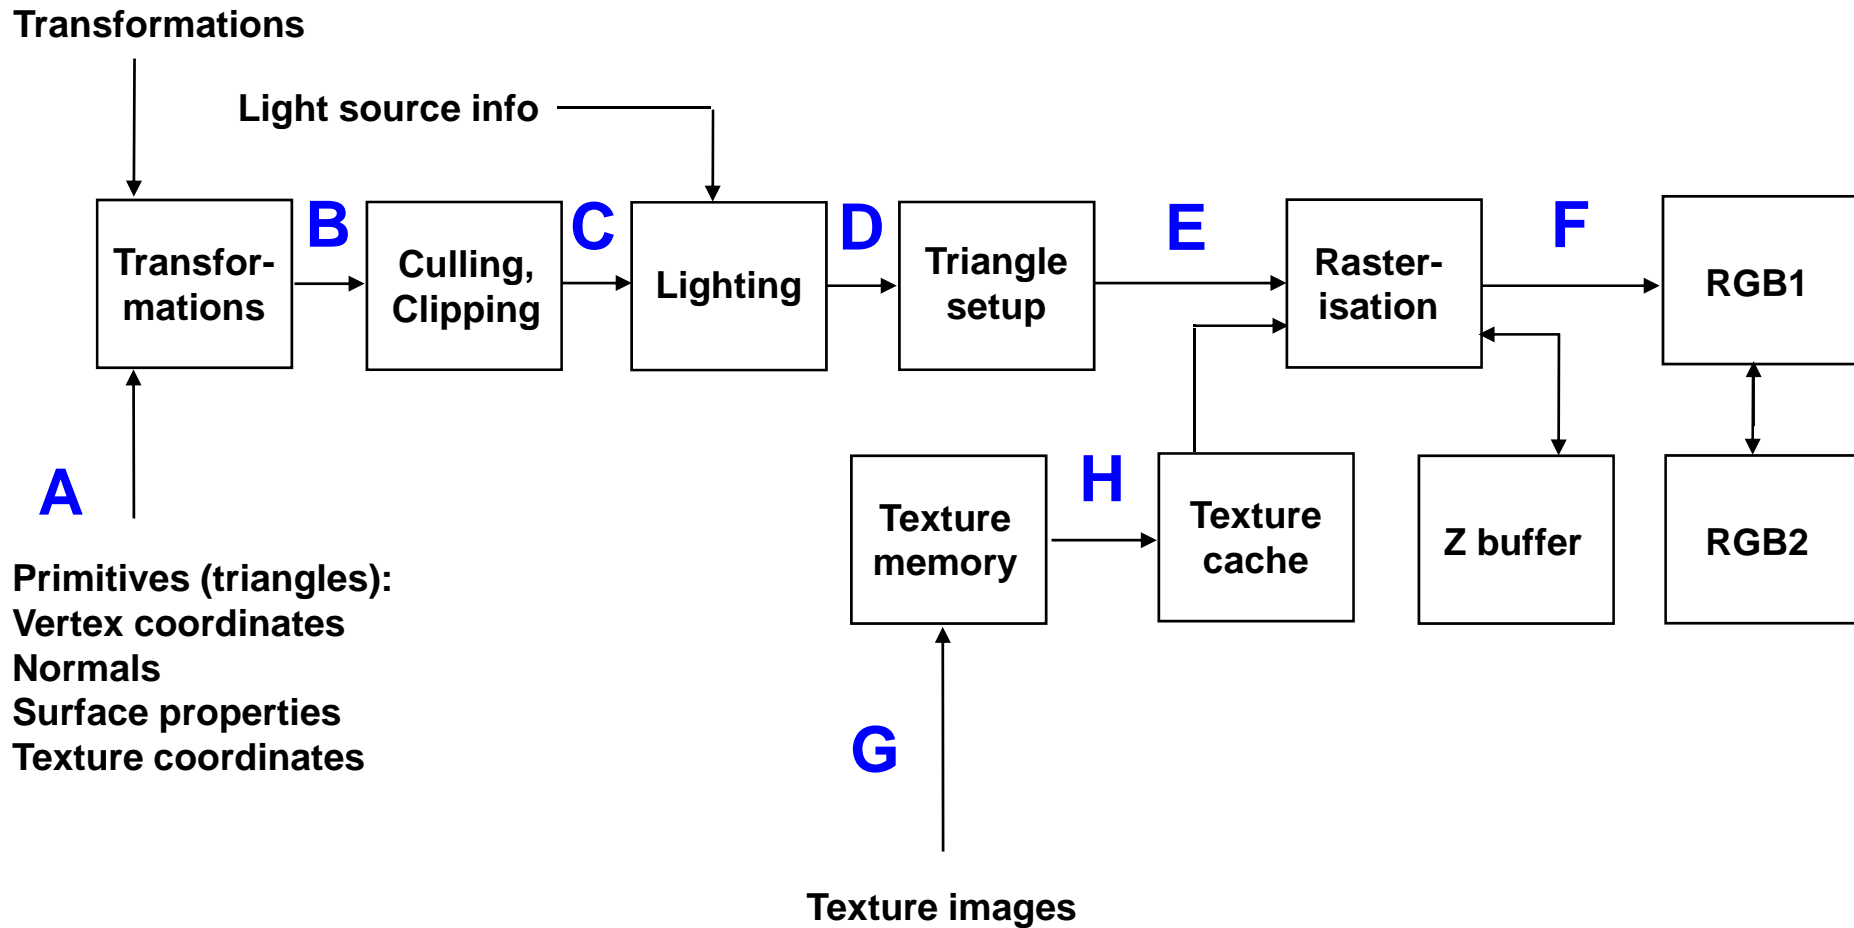 Transformations
Light source info
B
C
D
E
F
Transfor-
mations
Culling,
Clipping
Lighting
Triangle
setup
Raster-
isation
RGB1
A
H
Texture
memory
Texture
cache
Z buffer
RGB2
Primitives (triangles):
Vertex coordinates
Normals
Surface properties
Texture coordinates
G
Texture images